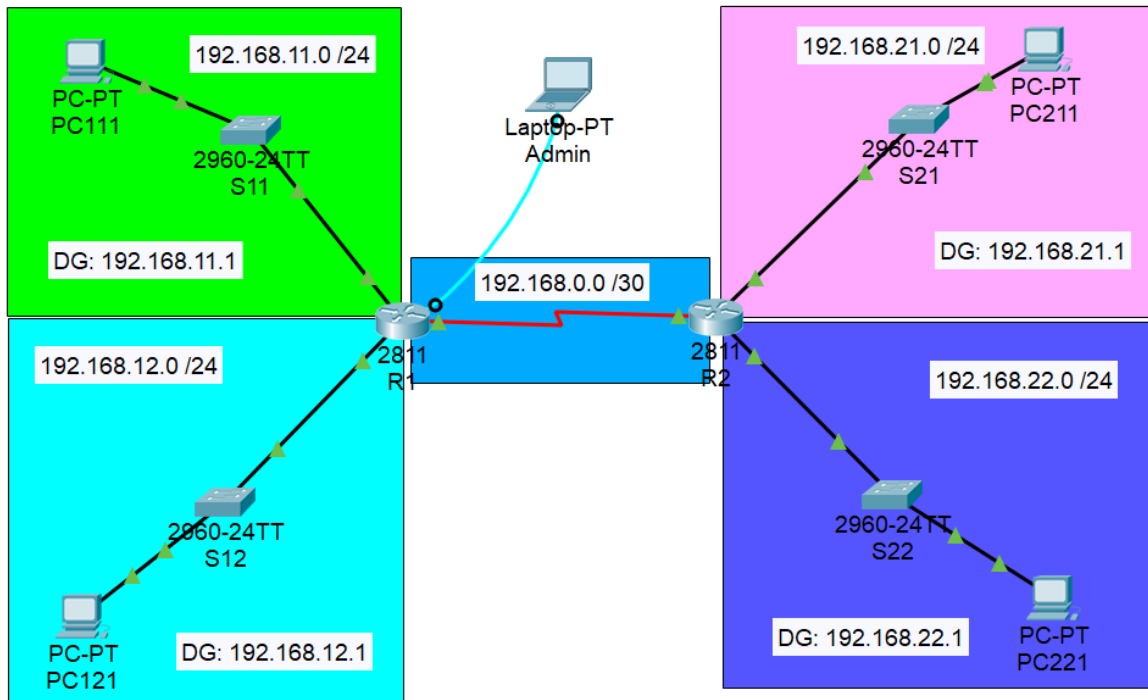 192.168.11.0 /24
PC-PT
PC111
2960-24TT
S11
DG: 192.168.11.1
Laptop-PT
Admin
192.168.21.0 /24
PC-PT
PC211
2960-24TT
S21
DG: 192.168.21.1
192.168.0.0 /30
2811
R1
2811
R2
192.168.12.0 /24
2960-24TT
S12
PC-PT
PC121
DG: 192.168.12.1
192.168.22.0 /24
2960-24TT
S22
PC-PT
PC221
DG: 192.168.22.1